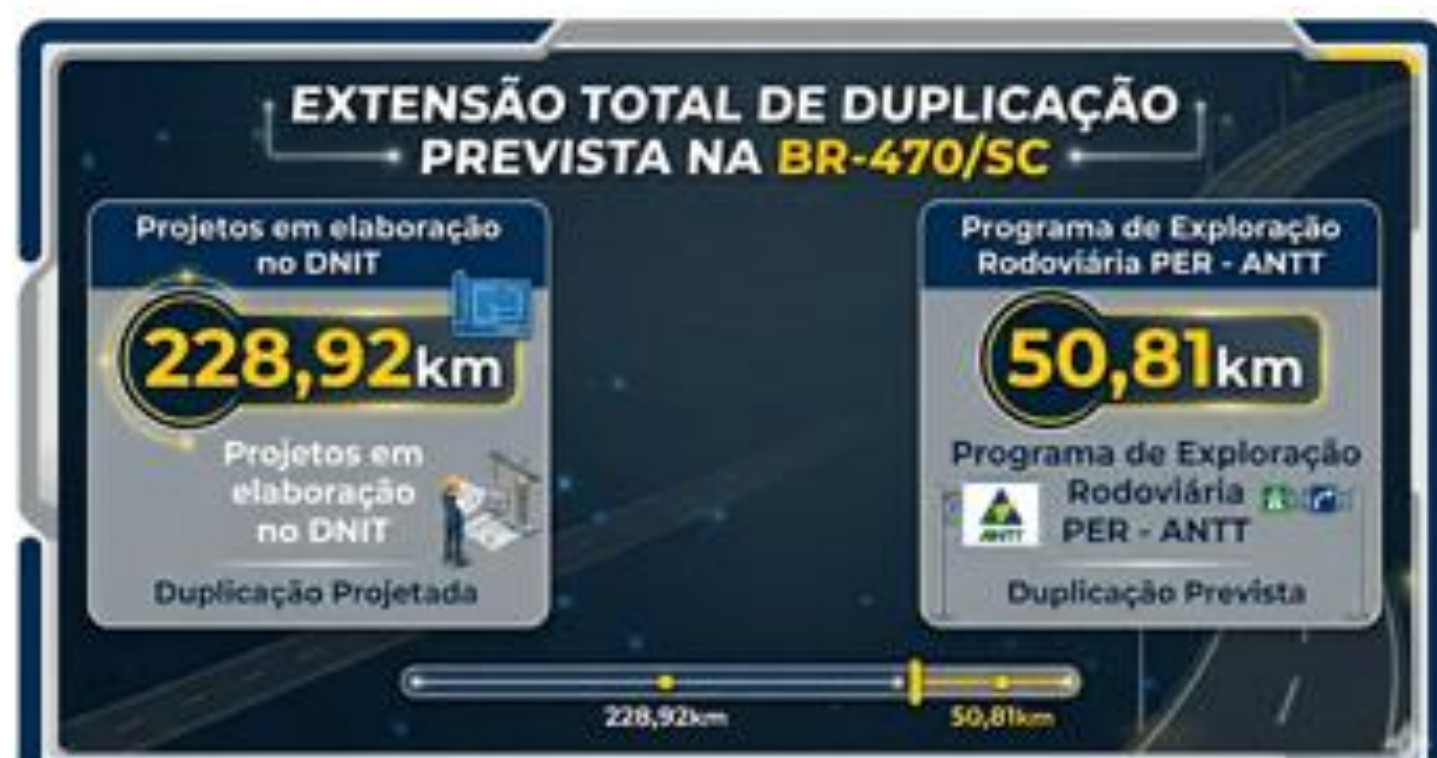 EXTENSÃO TOTAL DE DUPLICAÇÃO
PREVISTA NA BR-470/SC
Projetos em elaboração
no DNIT
228,92km
Projetos em
elaboração
no DNIT
Duplicação Projetada
Programa de Exploração
Rodoviária PER - ANTT
50,81km
Programa de Exploração
Rodoviária
PER - ANTT
ANTT
Duplicação Prevista
228,92km
50,81km